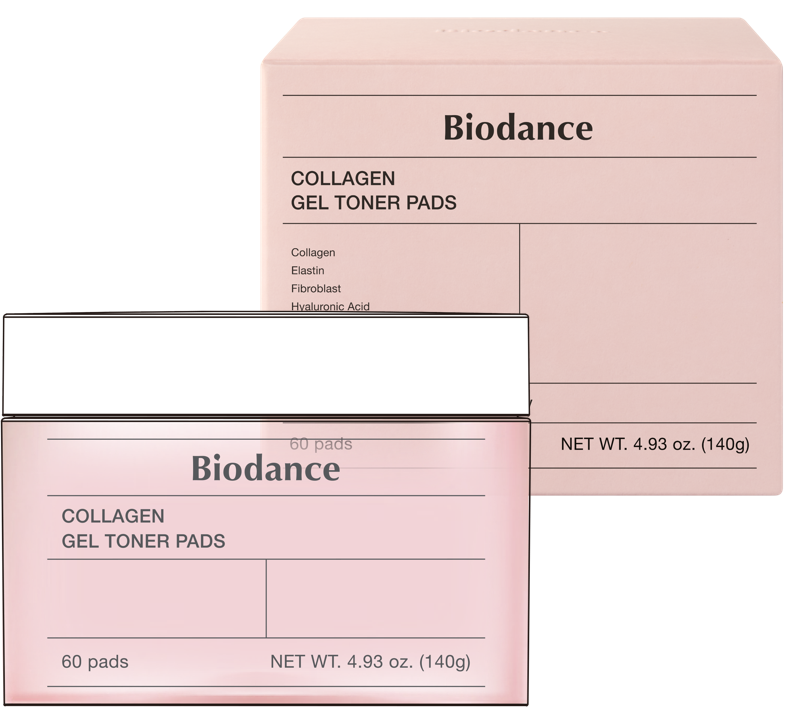 Biodance
COLLAGEN
GEL TONER PADS
Collagen
Elastin
Fibroblast
Hyaluronic Acid
60 pads
NET WT. 4.93 oz. (140g)
Biodance
COLLAGEN
GEL TONER PADS
60 pads
NET WT. 4.93 oz. (140g)